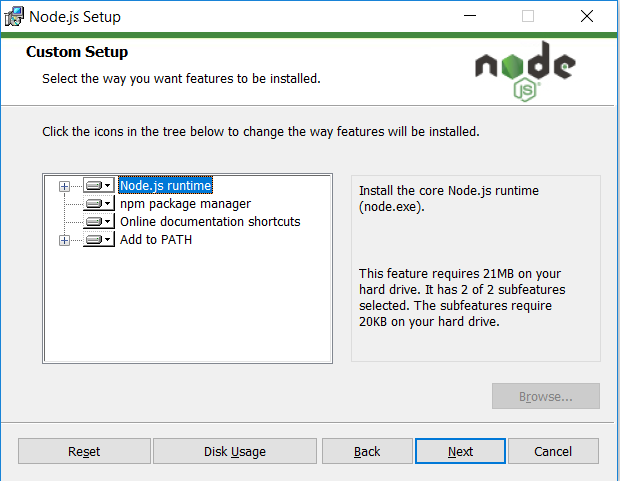 Node.js Setup
Custom Setup
Select the way you want features to be installed.
node
JS
Click the icons in the tree below to change the way features will be installed.
Node.js runtime
npm package manager
Online documentation shortcuts
Add to PATH
Install the core Node.js runtime
(node.exe).
This feature requires 21MB on your
hard drive. It has 2 of 2 subfeatures
selected. The subfeatures require
20KB on your hard drive.
Browse...
Reset
Disk Usage
Back
Next
Cancel